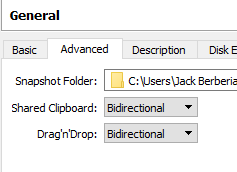 General
Basic Advanced Description Disk E
Snapshot Folder: C:\Users\Jack Berberia
Shared Clipboard: Bidirectional
Drag'n'Drop: Bidirectional